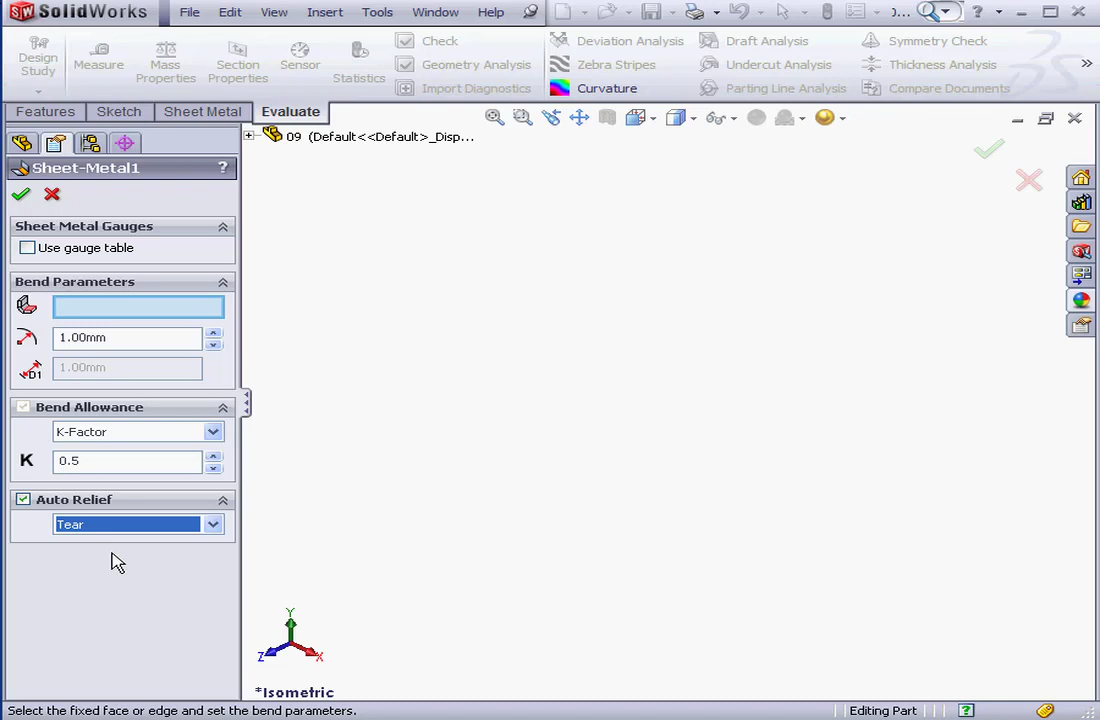 SW SolidWorks File Edit View Insert Tools Window Help )... ?
Design Study
Measure
Mass Properties
Section Properties
Sensor
Statistics
Check
Geometry Analysis
Import Diagnostics
Deviation Analysis
Zebra Stripes
Curvature
Draft Analysis
Undercut Analysis
Parting Line Analysis
Symmetry Check
Thickness Analysis
Compare Documents
»
Features Sketch Sheet Metal Evaluate
09 (Default<<Default>_Disp...
Sheet-Metal1 ?
Sheet Metal Gauges
Use gauge table
Bend Parameters
1.00mm
D1 1.00mm
Bend Allowance
K-Factor
K 0.5
Auto Relief
Tear
Y
Z X
*Isometric
Select the fixed face or edge and set the bend parameters. Editing Part ?